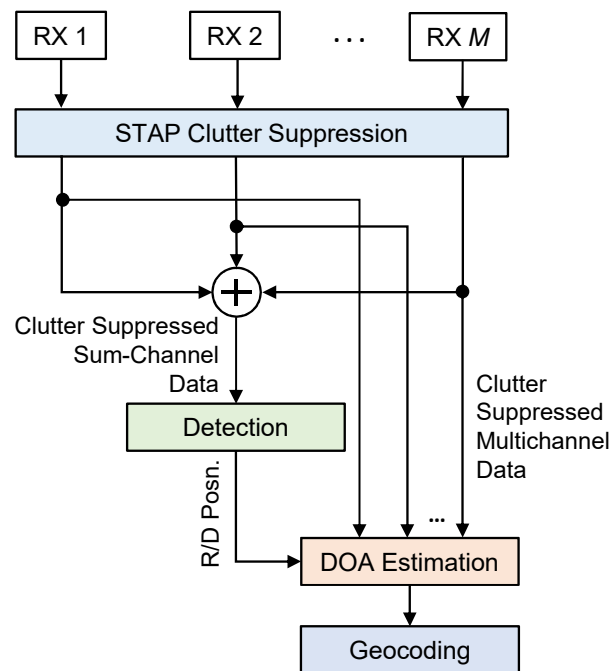 RX 1
RX 2
...
RX M
STAP Clutter Suppression
Clutter Suppressed
Sum-Channel
Data
Clutter
Suppressed
Multichannel
Data
Detection
R/D Posn.
...
DOA Estimation
Geocoding